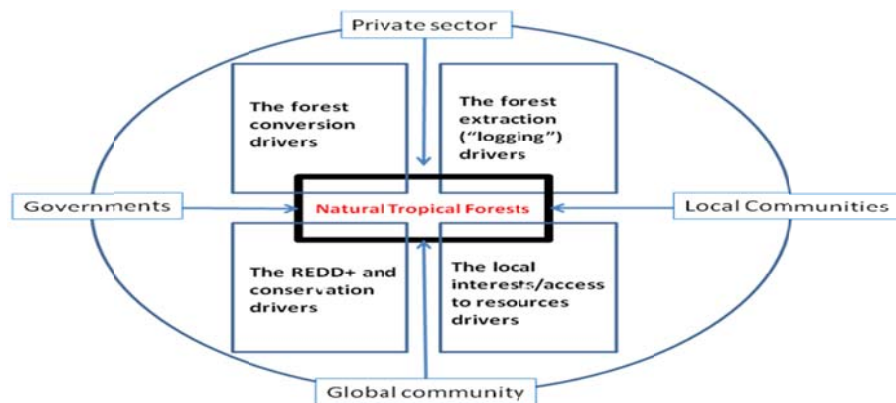 Private sector
The forest
conversion
drivers
The forest
extraction
("logging")
drivers
Governments
Natural Tropical Forests
Local Communities
The REDD+ and
conservation
drivers
The local
interests/access
to resources
drivers
Global community